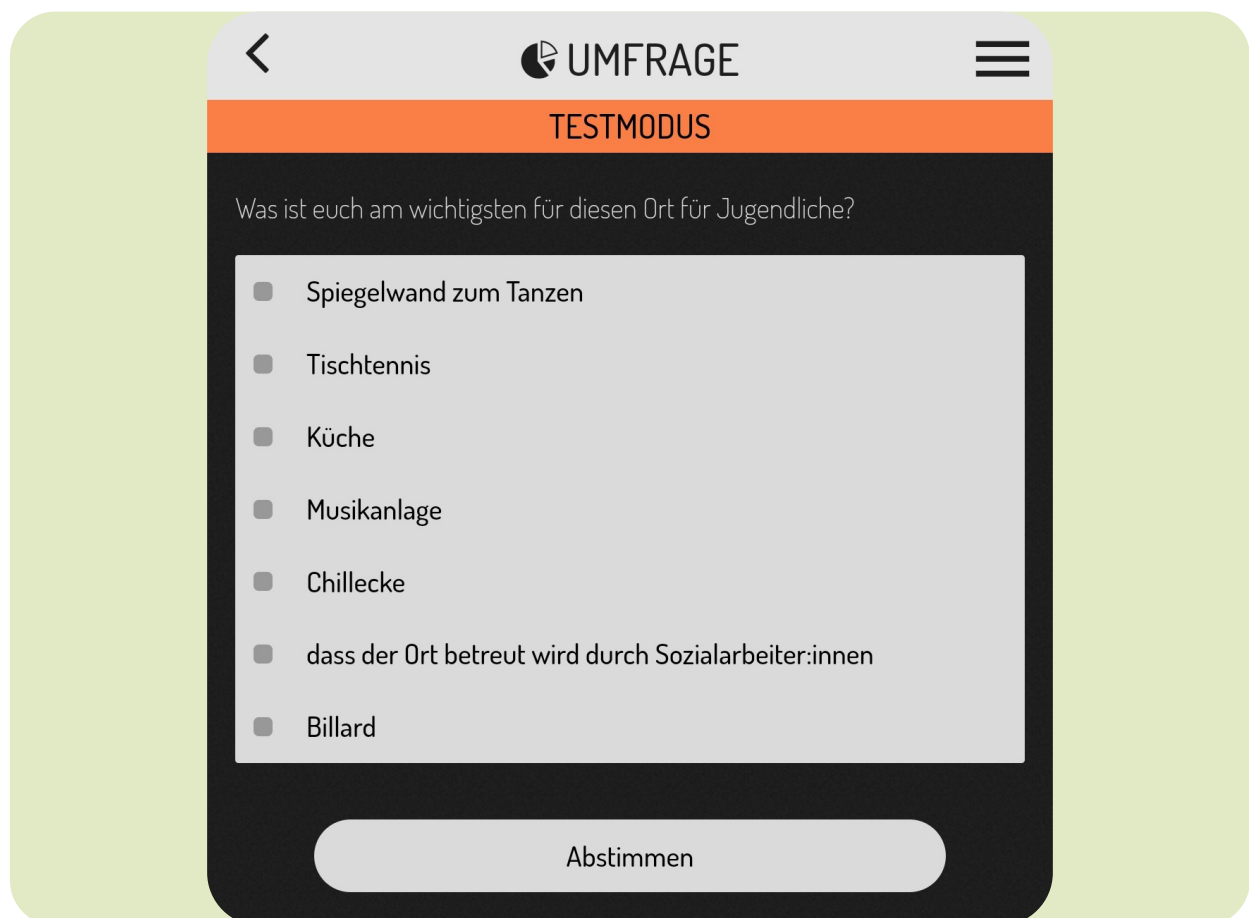 UMFRAGE
TESTMODUS
Was ist euch am wichtigsten für diesen Ort für Jugendliche?
Spiegelwand zum Tanzen
Tischtennis
Küche
Musikanlage
Chillecke
dass der Ort betreut wird durch Sozialarbeiter:innen
Billard
Abstimmen